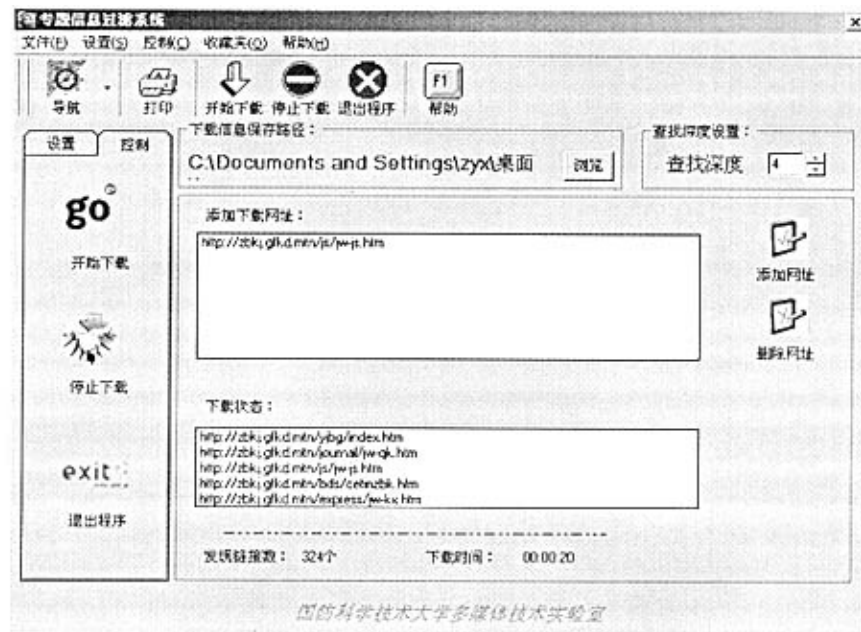 专题信息过滤系统
文件(F) 设置(S) 控制(C) 收藏夹(O) 帮助(H)
导航 打印 开始下载 停止下载 退出程序 帮助
F1
设置 控制
下载信息保存路径：
C:\Documents and Settings\zyx\桌面 浏览
查找深度设置：
查找深度 4
go
开始下载
停止下载
exit
退出程序
添加下载网址：
http://zbkj.gfkd.mtn/js/jw-js.htm
添加网址
删除网址
下载状态：
http://zbkj.gfkd.mtn/yibg/index.htm
http://zbkj.gfkd.mtn/journal/jw-qk.htm
http://zbkj.gfkd.mtn/js/jw-js.htm
http://zbkj.gfkd.mtn/bds/cetinzbk.htm
http://zbkj.gfkd.mtn/express/jw-kx.htm
发现链接数： 324个 下载时间： 00:00:20
国防科学技术大学多媒体技术实验室